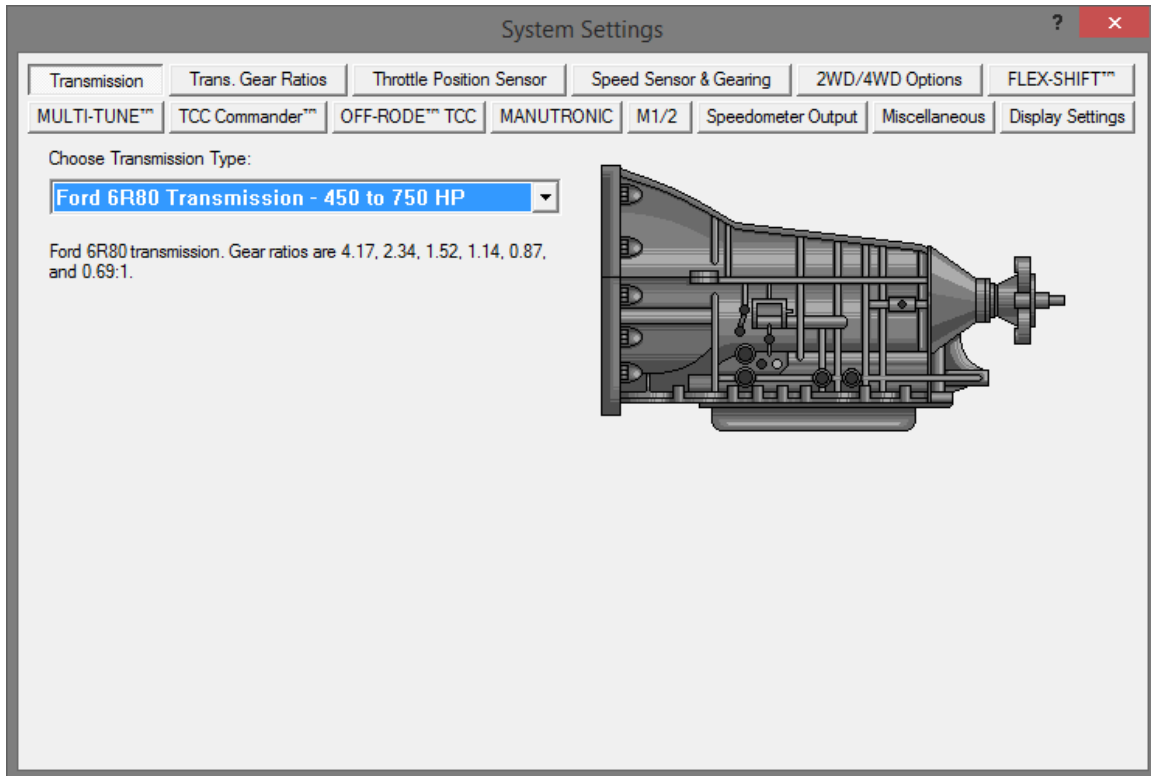 System Settings
?
Transmission
Trans. Gear Ratios
Throttle Position Sensor
Speed Sensor & Gearing
2WD/4WD Options
FLEX-SHIFT™
MULTI-TUNE™
TCC Commander™
OFF-RODE™ TCC
MANUTRONIC
M1/2
Speedometer Output
Miscellaneous
Display Settings
Choose Transmission Type:
Ford 6R80 Transmission - 450 to 750 HP
Ford 6R80 transmission. Gear ratios are 4.17, 2.34, 1.52, 1.14, 0.87,
and 0.69:1.